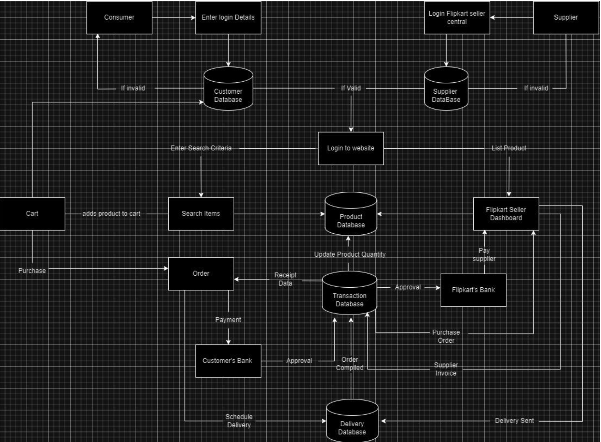 Consumer
Enter login Details
Login Flipkart seller
central
Supplier
If invalid
Customer
Database
If Valid
Supplier
DataBase
If invalid
Enter Search Criteria
Login to website
List Product
Cart
adds product to cart
Search Items
Product
Database
Flipkart Seller
Dashboard
Update Product Quantity
Pay
supplier
Purchase
Order
Receipt
Data
Transaction
Database
Approval
Flipkart's Bank
Payment
Purchase
Order
Customer's Bank
Approval
Order
Compiled
Supplier
Invoice
Schedule
Delivery
Delivery
Database
Delivery Sent